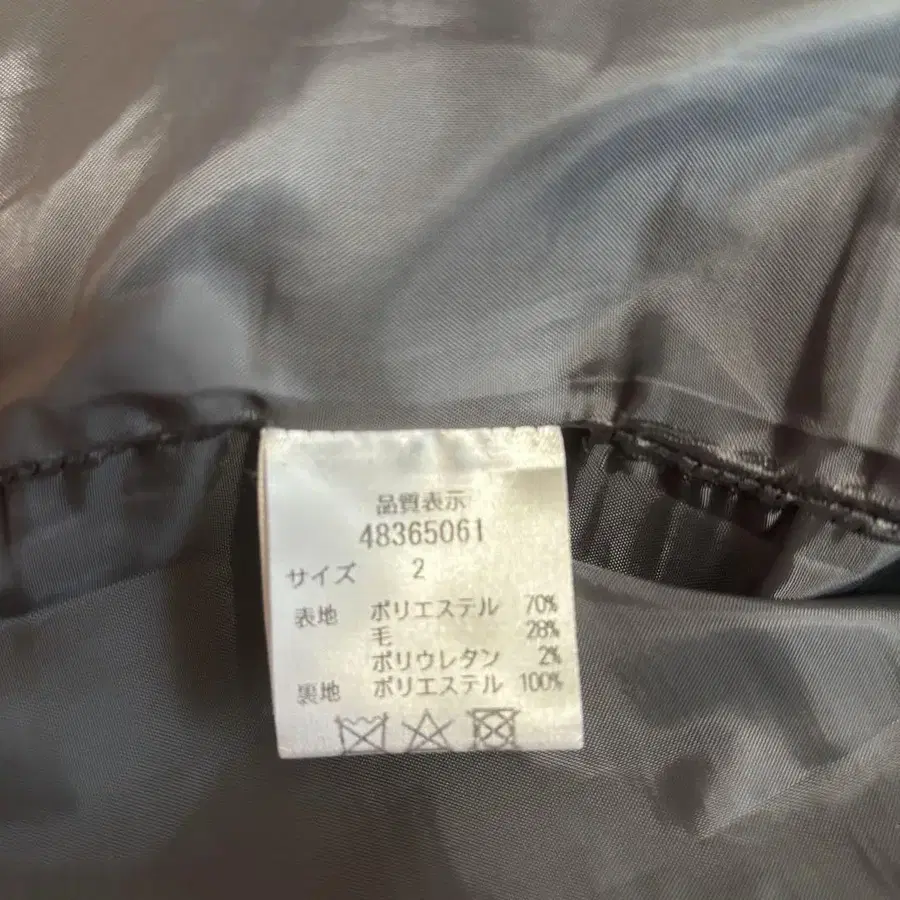 品質表示
48365061
サイズ 2
表地 ポリエステル 70%
毛 28%
ポリウレタン 2%
裏地 ポリエステル 100%